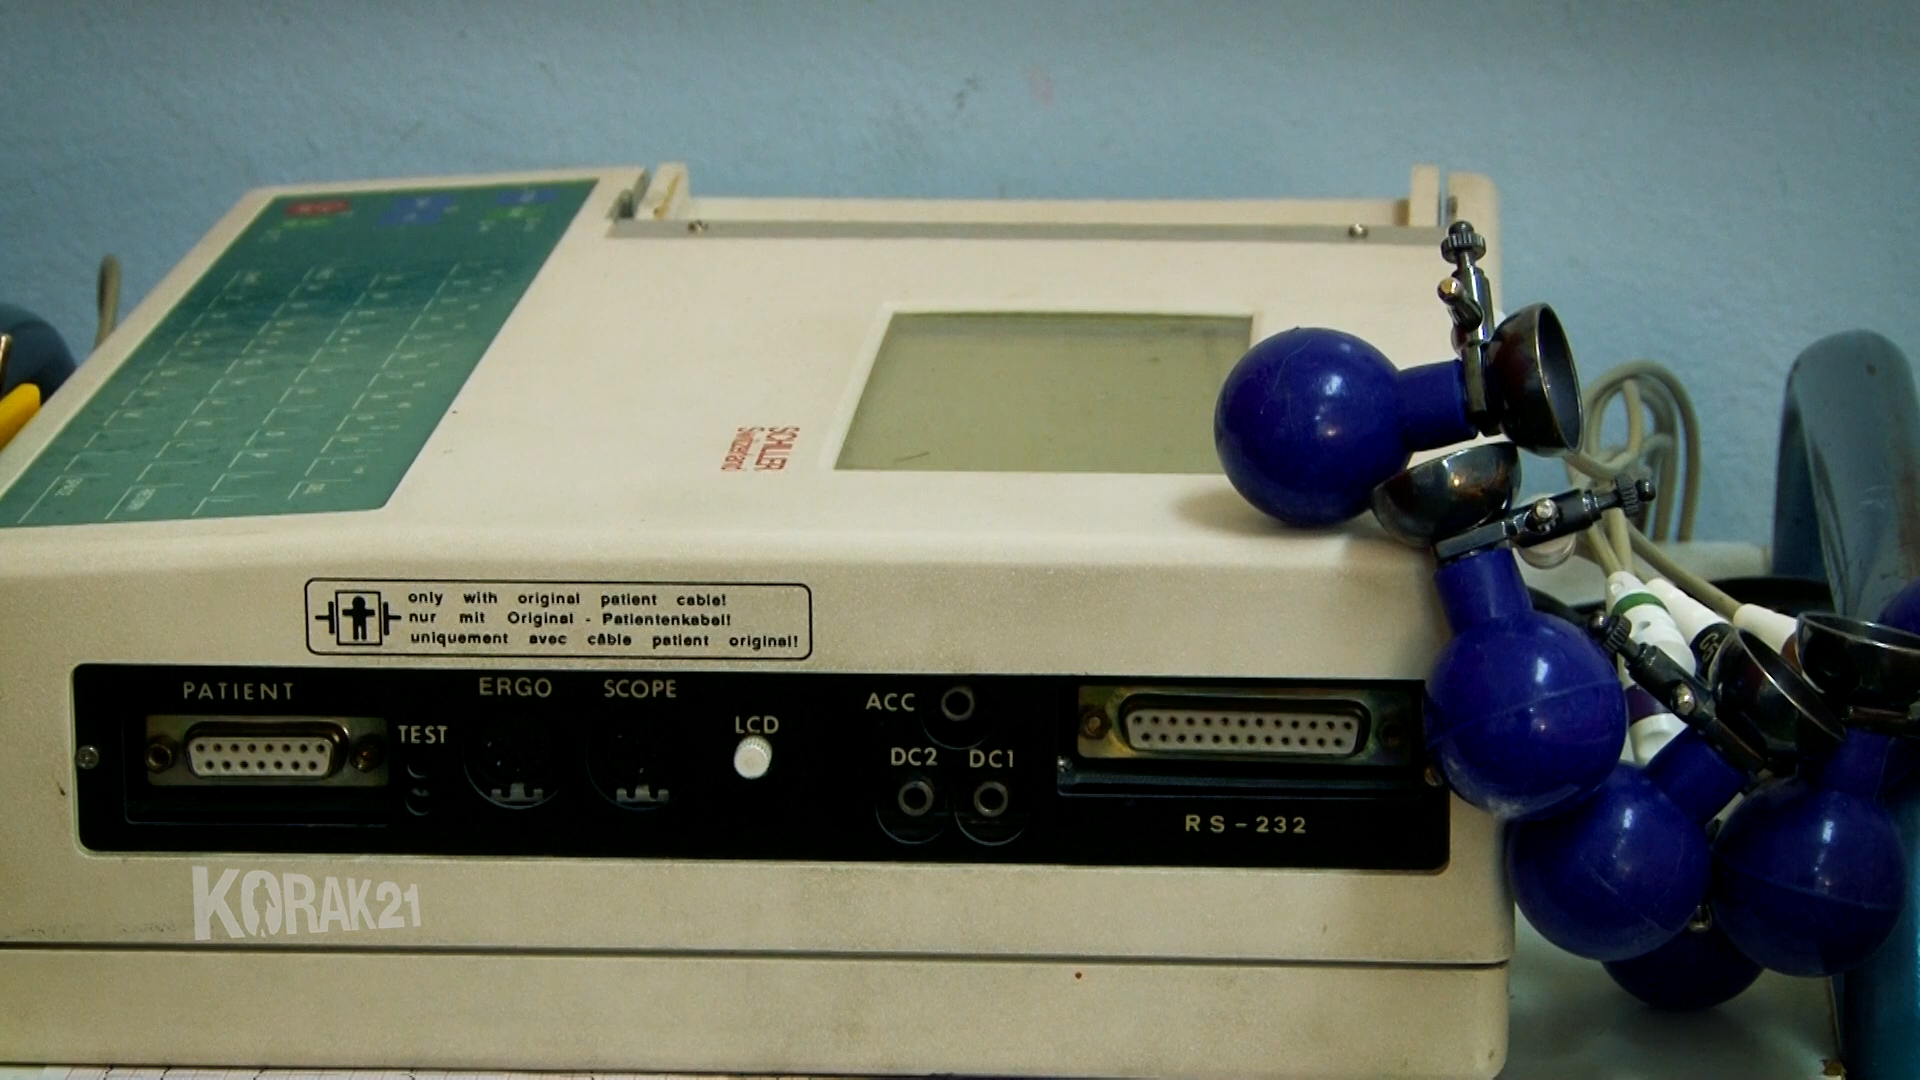 SCHILLER
Switzerland
only with original patient cable!
nur mit Original - Patientenkabel!
uniquement avec câble patient original!
PATIENT
TEST
ERGO
SCOPE
LCD
ACC
DC2
DC1
RS-232
KORAK21